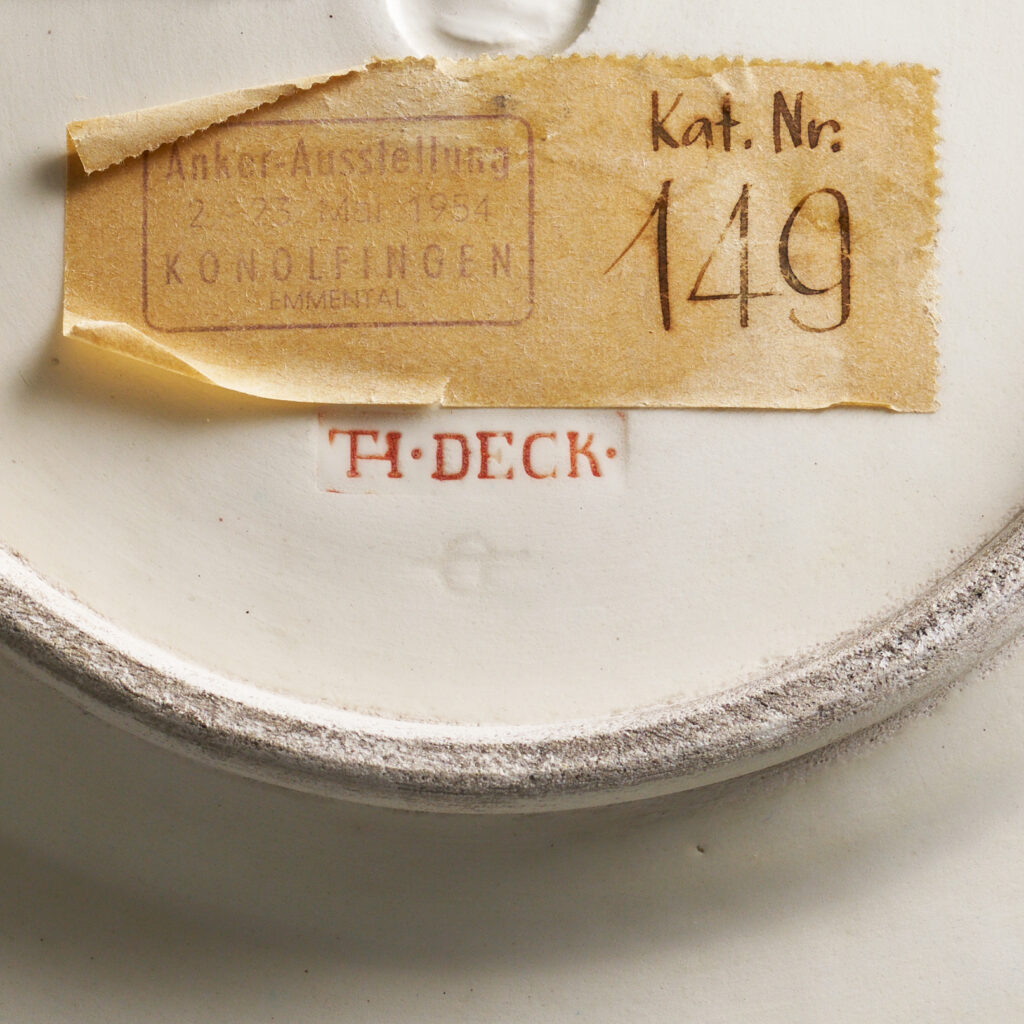 Anker-Ausstellung
2. - 23. Mai 1954
KONOLFINGEN
EMMENTAL
Kat. Nr.
149
TH·DECK·